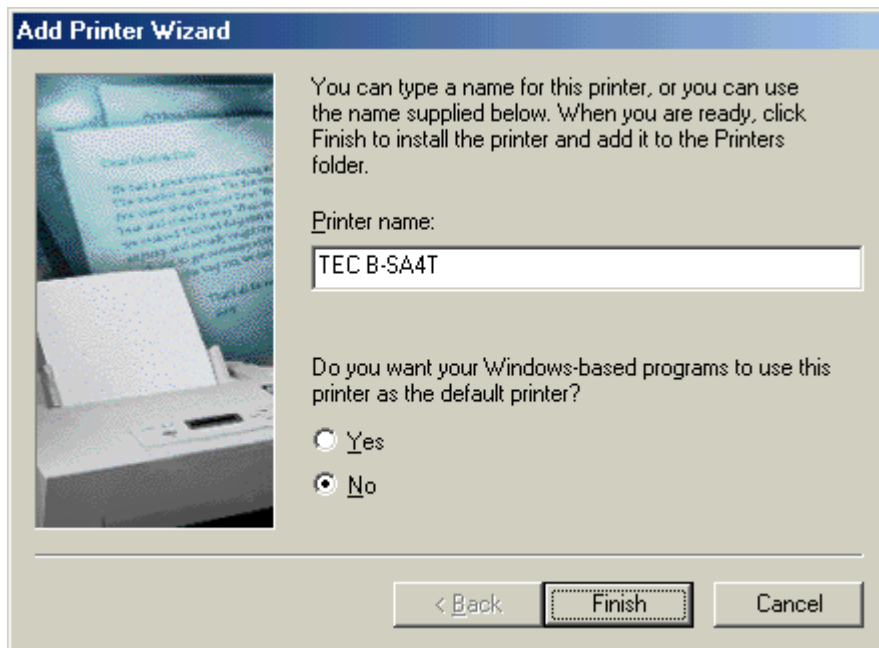 Add Printer Wizard
You can type a name for this printer, or you can use
the name supplied below. When you are ready, click
Finish to install the printer and add it to the Printers
folder.
Printer name:
TEC B-SA4T
Do you want your Windows-based programs to use this
printer as the default printer?
Yes
No
< Back
Finish
Cancel